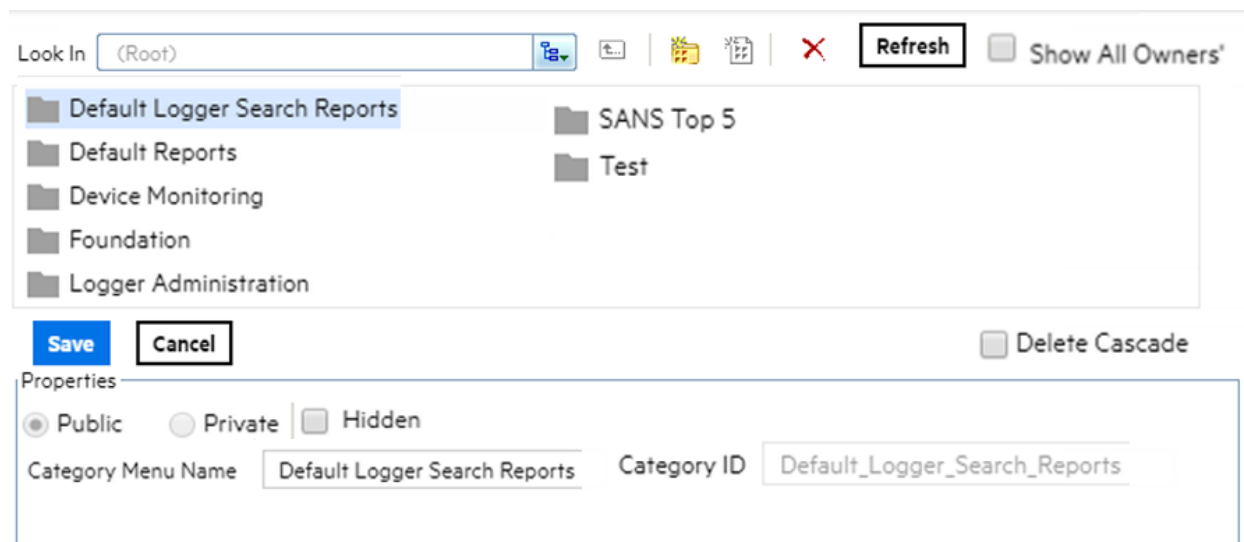 Look In (Root) Refresh Show All Owners'
Default Logger Search Reports
Default Reports
Device Monitoring
Foundation
Logger Administration
SANS Top 5
Test
Save Cancel Delete Cascade
Properties
Public Private Hidden
Category Menu Name Default Logger Search Reports Category ID Default_Logger_Search_Reports